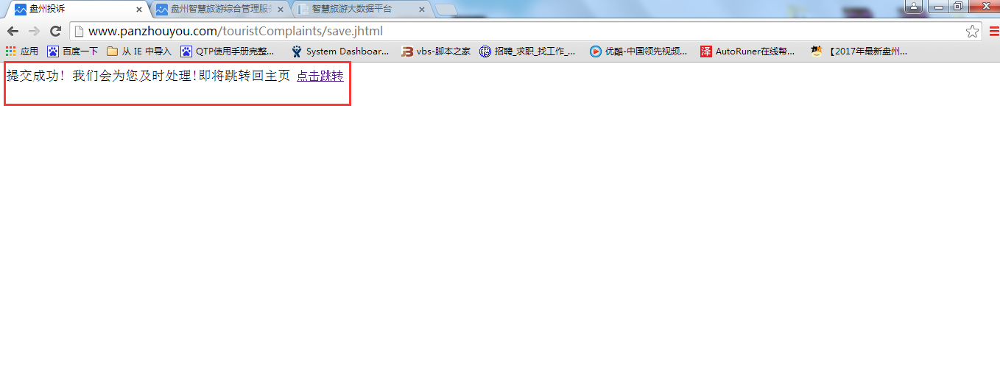 盘州投诉 盘州智慧旅游综合管理服 智慧旅游大数据平台
www.panzhouyou.com/touristComplaints/save.jhtml
应用 百度一下 从 IE 中导入 QTP使用手册完整... System Dashboar... vbs-脚本之家 招聘_求职_找工作_... 优酷-中国领先视频... 泽 AutoRuner在线帮... 【2017年最新盘州...
提交成功! 我们会为您及时处理!即将跳转回主页 点击跳转